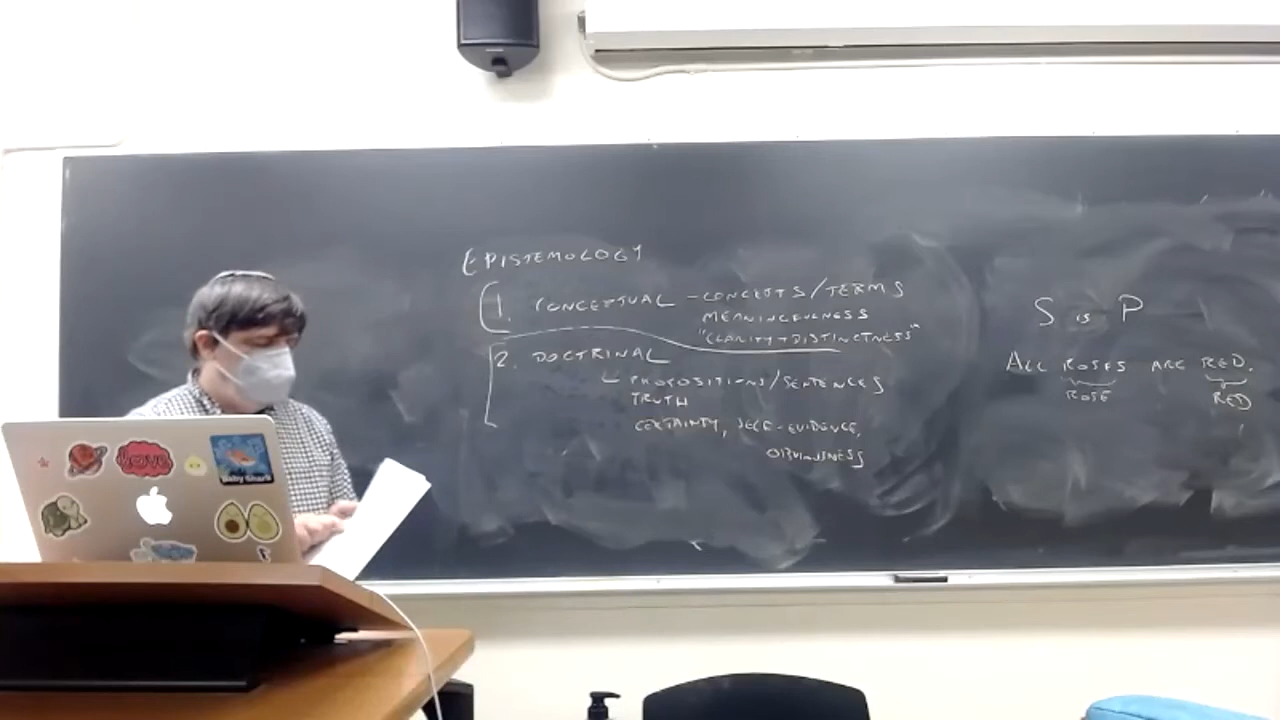 EPISTEMOLOGY
1. CONCEPTUAL - CONCEPTS/TERMS
MEANINGFULNESS
"CLARITY + DISTINCTNESS"
2. DOCTRINAL
PROPOSITIONS/SENTENCES
TRUTH
CERTAINTY, SELF-EVIDENCE,
OBVIOUSNESS
S is P
ALL ROSES ARE RED.
ROSE RED
love
Baby Shark